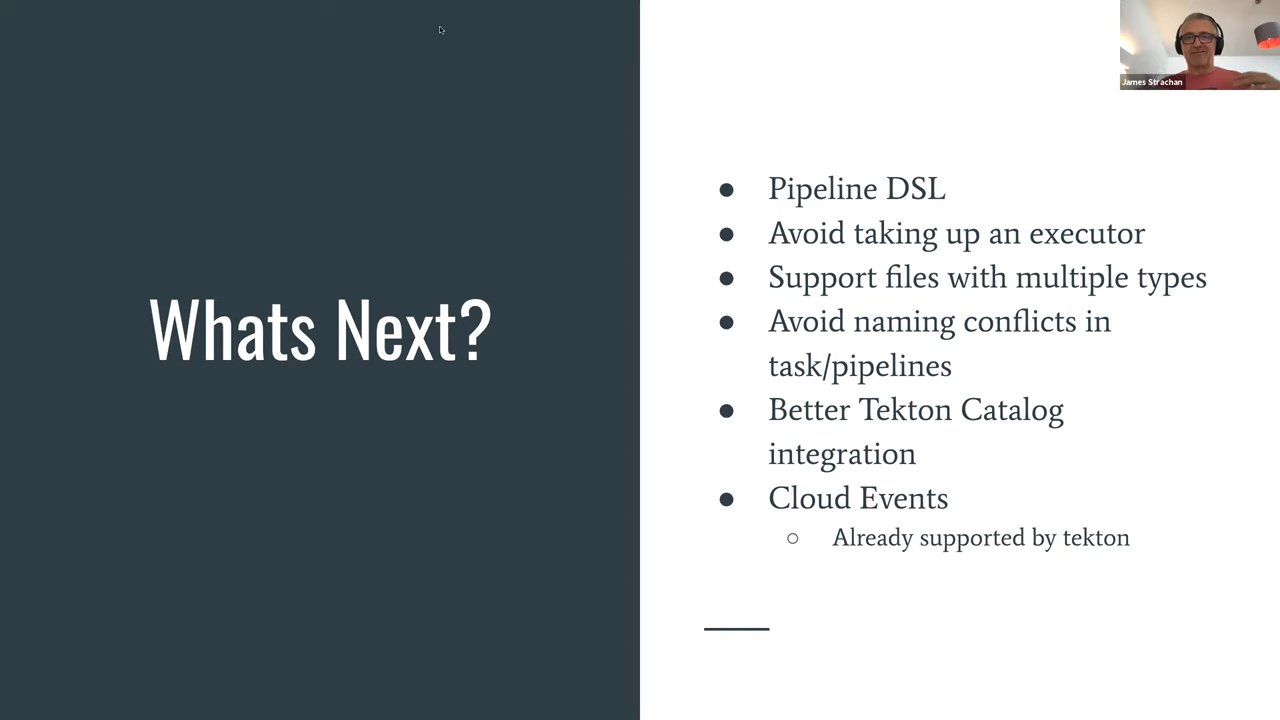 James Strachan
Whats Next?
● Pipeline DSL
● Avoid taking up an executor
● Support files with multiple types
● Avoid naming conflicts in
task/pipelines
● Better Tekton Catalog
integration
● Cloud Events
○ Already supported by tekton